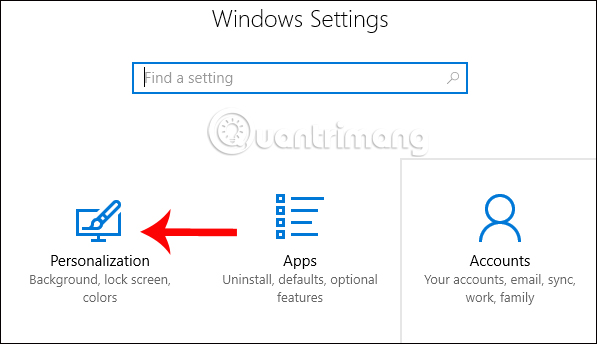 Windows Settings
Find a setting
Quantrimang
Personalization Apps Accounts
Background, lock screen, Uninstall, defaults, optional Your accounts, email, sync,
colors features work, family